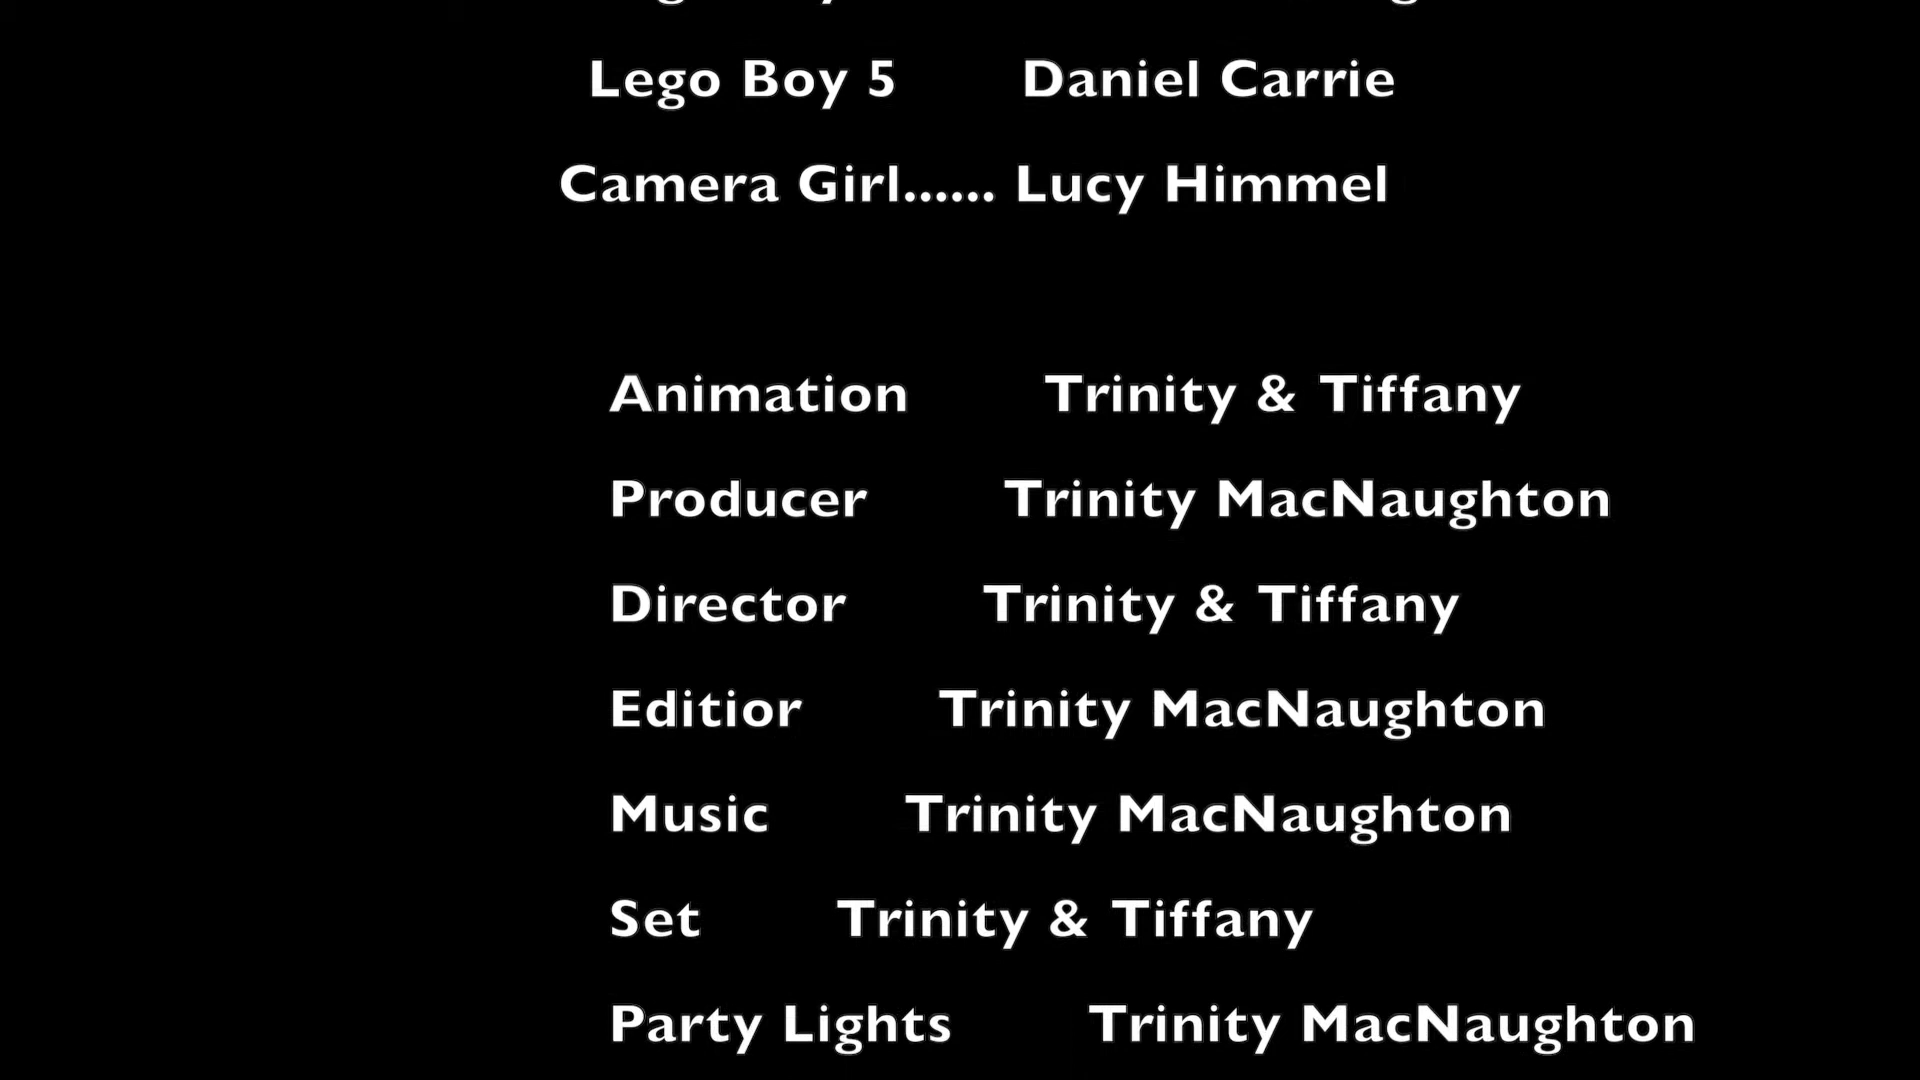 Lego Boy 5 Daniel Carrie
Camera Girl...... Lucy Himmel
Animation Trinity & Tiffany
Producer Trinity MacNaughton
Director Trinity & Tiffany
Editior Trinity MacNaughton
Music Trinity MacNaughton
Set Trinity & Tiffany
Party Lights Trinity MacNaughton